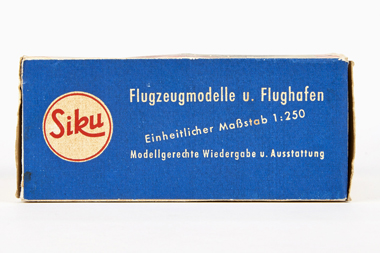 Siku
Flugzeugmodelle u. Flughafen
Einheitlicher Maßstab 1:250
Modellgerechte Wiedergabe u. Ausstattung